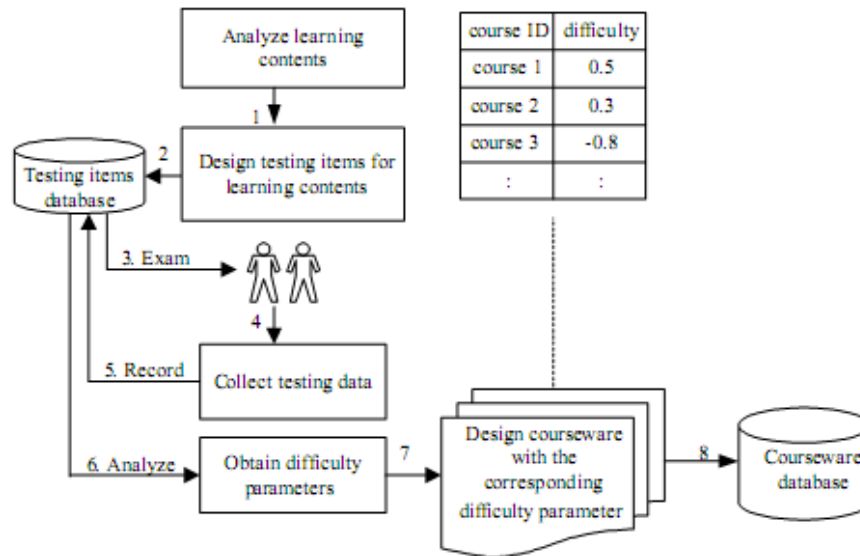 Analyze learning
contents
1
Design testing items for
learning contents
2
Testing items
database
3. Exam
4
5. Record
Collect testing data
6. Analyze
Obtain difficulty
parameters
7
course ID difficulty
course 1 0.5
course 2 0.3
course 3 -0.8
: :
Design courseware
with the
corresponding
difficulty parameter
8
Courseware
database